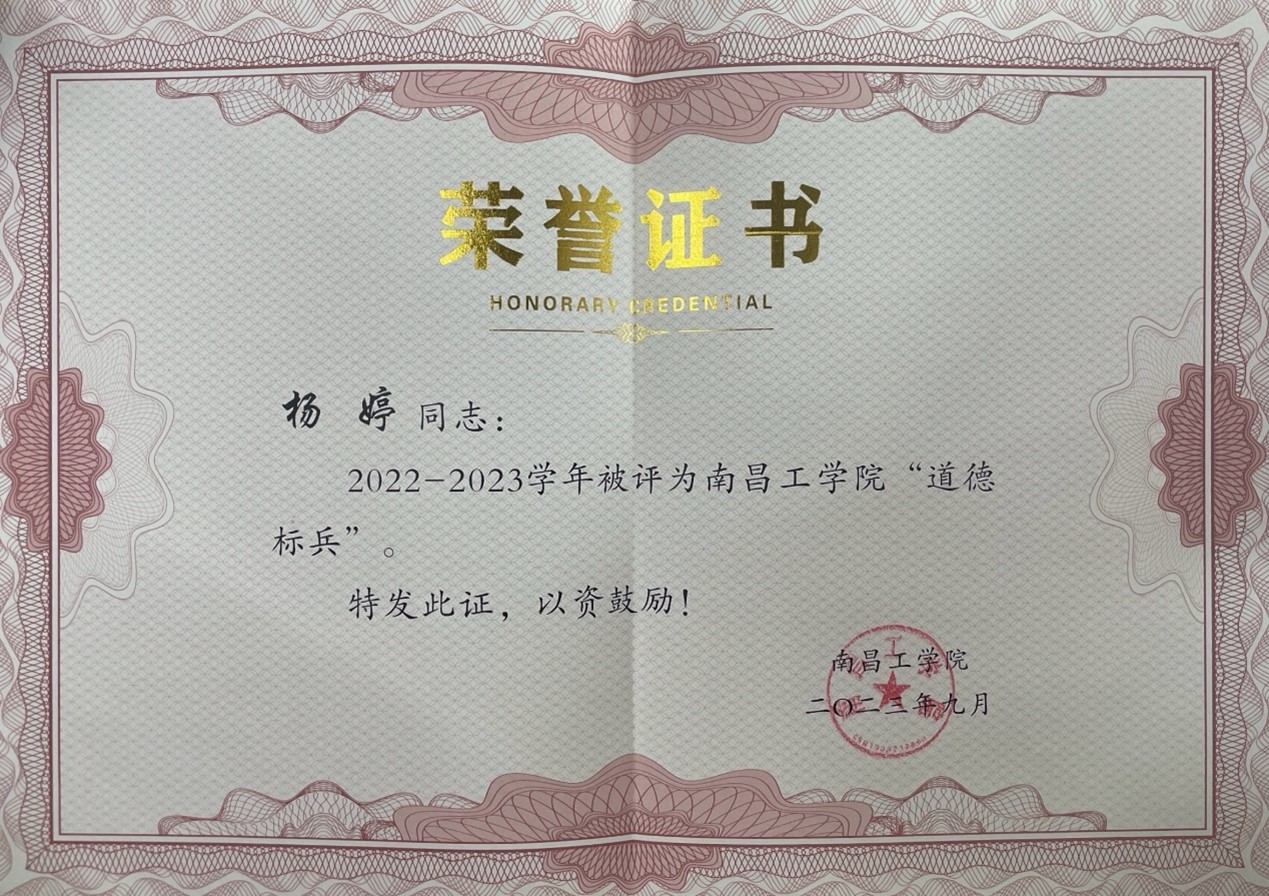 荣誉证书
HONORARY CREDENTIAL
杨 婷 同志：
2022-2023学年被评为南昌工学院“道德
标兵”。
特发此证，以资鼓励！
南昌工学院
二〇二三年九月